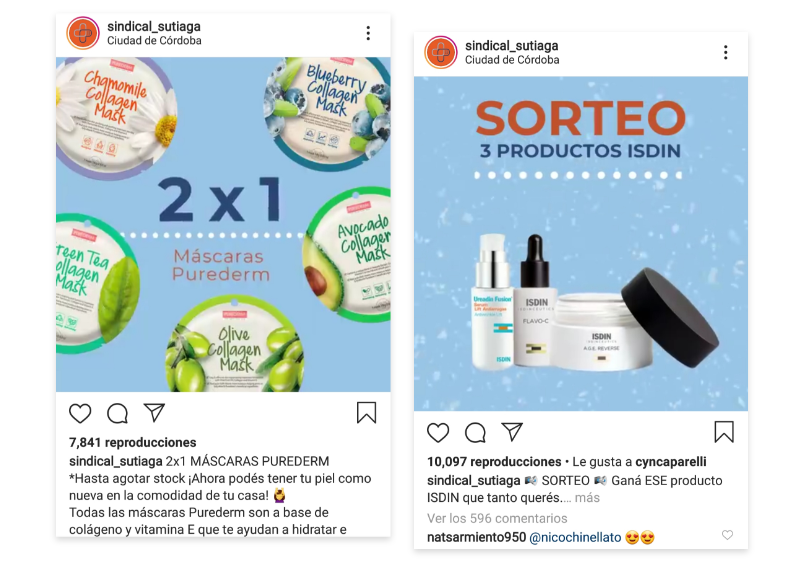 sindical_sutiaga
Ciudad de Córdoba
Chamomile
Collagen
Mask
Blueberry
Collagen
Mask
2 x 1
Máscaras
Purederm
Green Tea
Collagen
Mask
Avocado
Collagen
Mask
Olive
Collagen
Mask
7,841 reproducciones
sindical_sutiaga 2x1 MÁSCARAS PUREDERM
*Hasta agotar stock ¡Ahora podés tener tu piel como
nueva en la comodidad de tu casa! 💆‍♀️
Todas las máscaras Purederm son a base de
colágeno y vitamina E que te ayudan a hidratar e
sindical_sutiaga
Ciudad de Córdoba
SORTEO
3 PRODUCTOS ISDIN
Ureadin Fusion
ISDIN
ISDIN
FLAVO-C
ISDIN
A.G.E. REVERSE
10,097 reproducciones • Le gusta a cyncaparelli
sindical_sutiaga 📧 SORTEO 📧 Ganá ESE producto
ISDIN que tanto querés.... más
Ver los 596 comentarios
natsarmiento950 @nicochinellato 😍😍